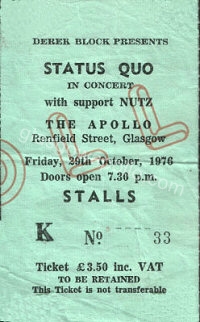 DEREK BLOCK PRESENTS
STATUS QUO
IN CONCERT
with support NUTZ
THE APOLLO
Renfield Street, Glasgow
Friday, 29th October, 1976
Doors open 7.30 p.m.
STALLS
K No 33
Ticket £3.50 inc. VAT
TO BE RETAINED
This Ticket is not transferable